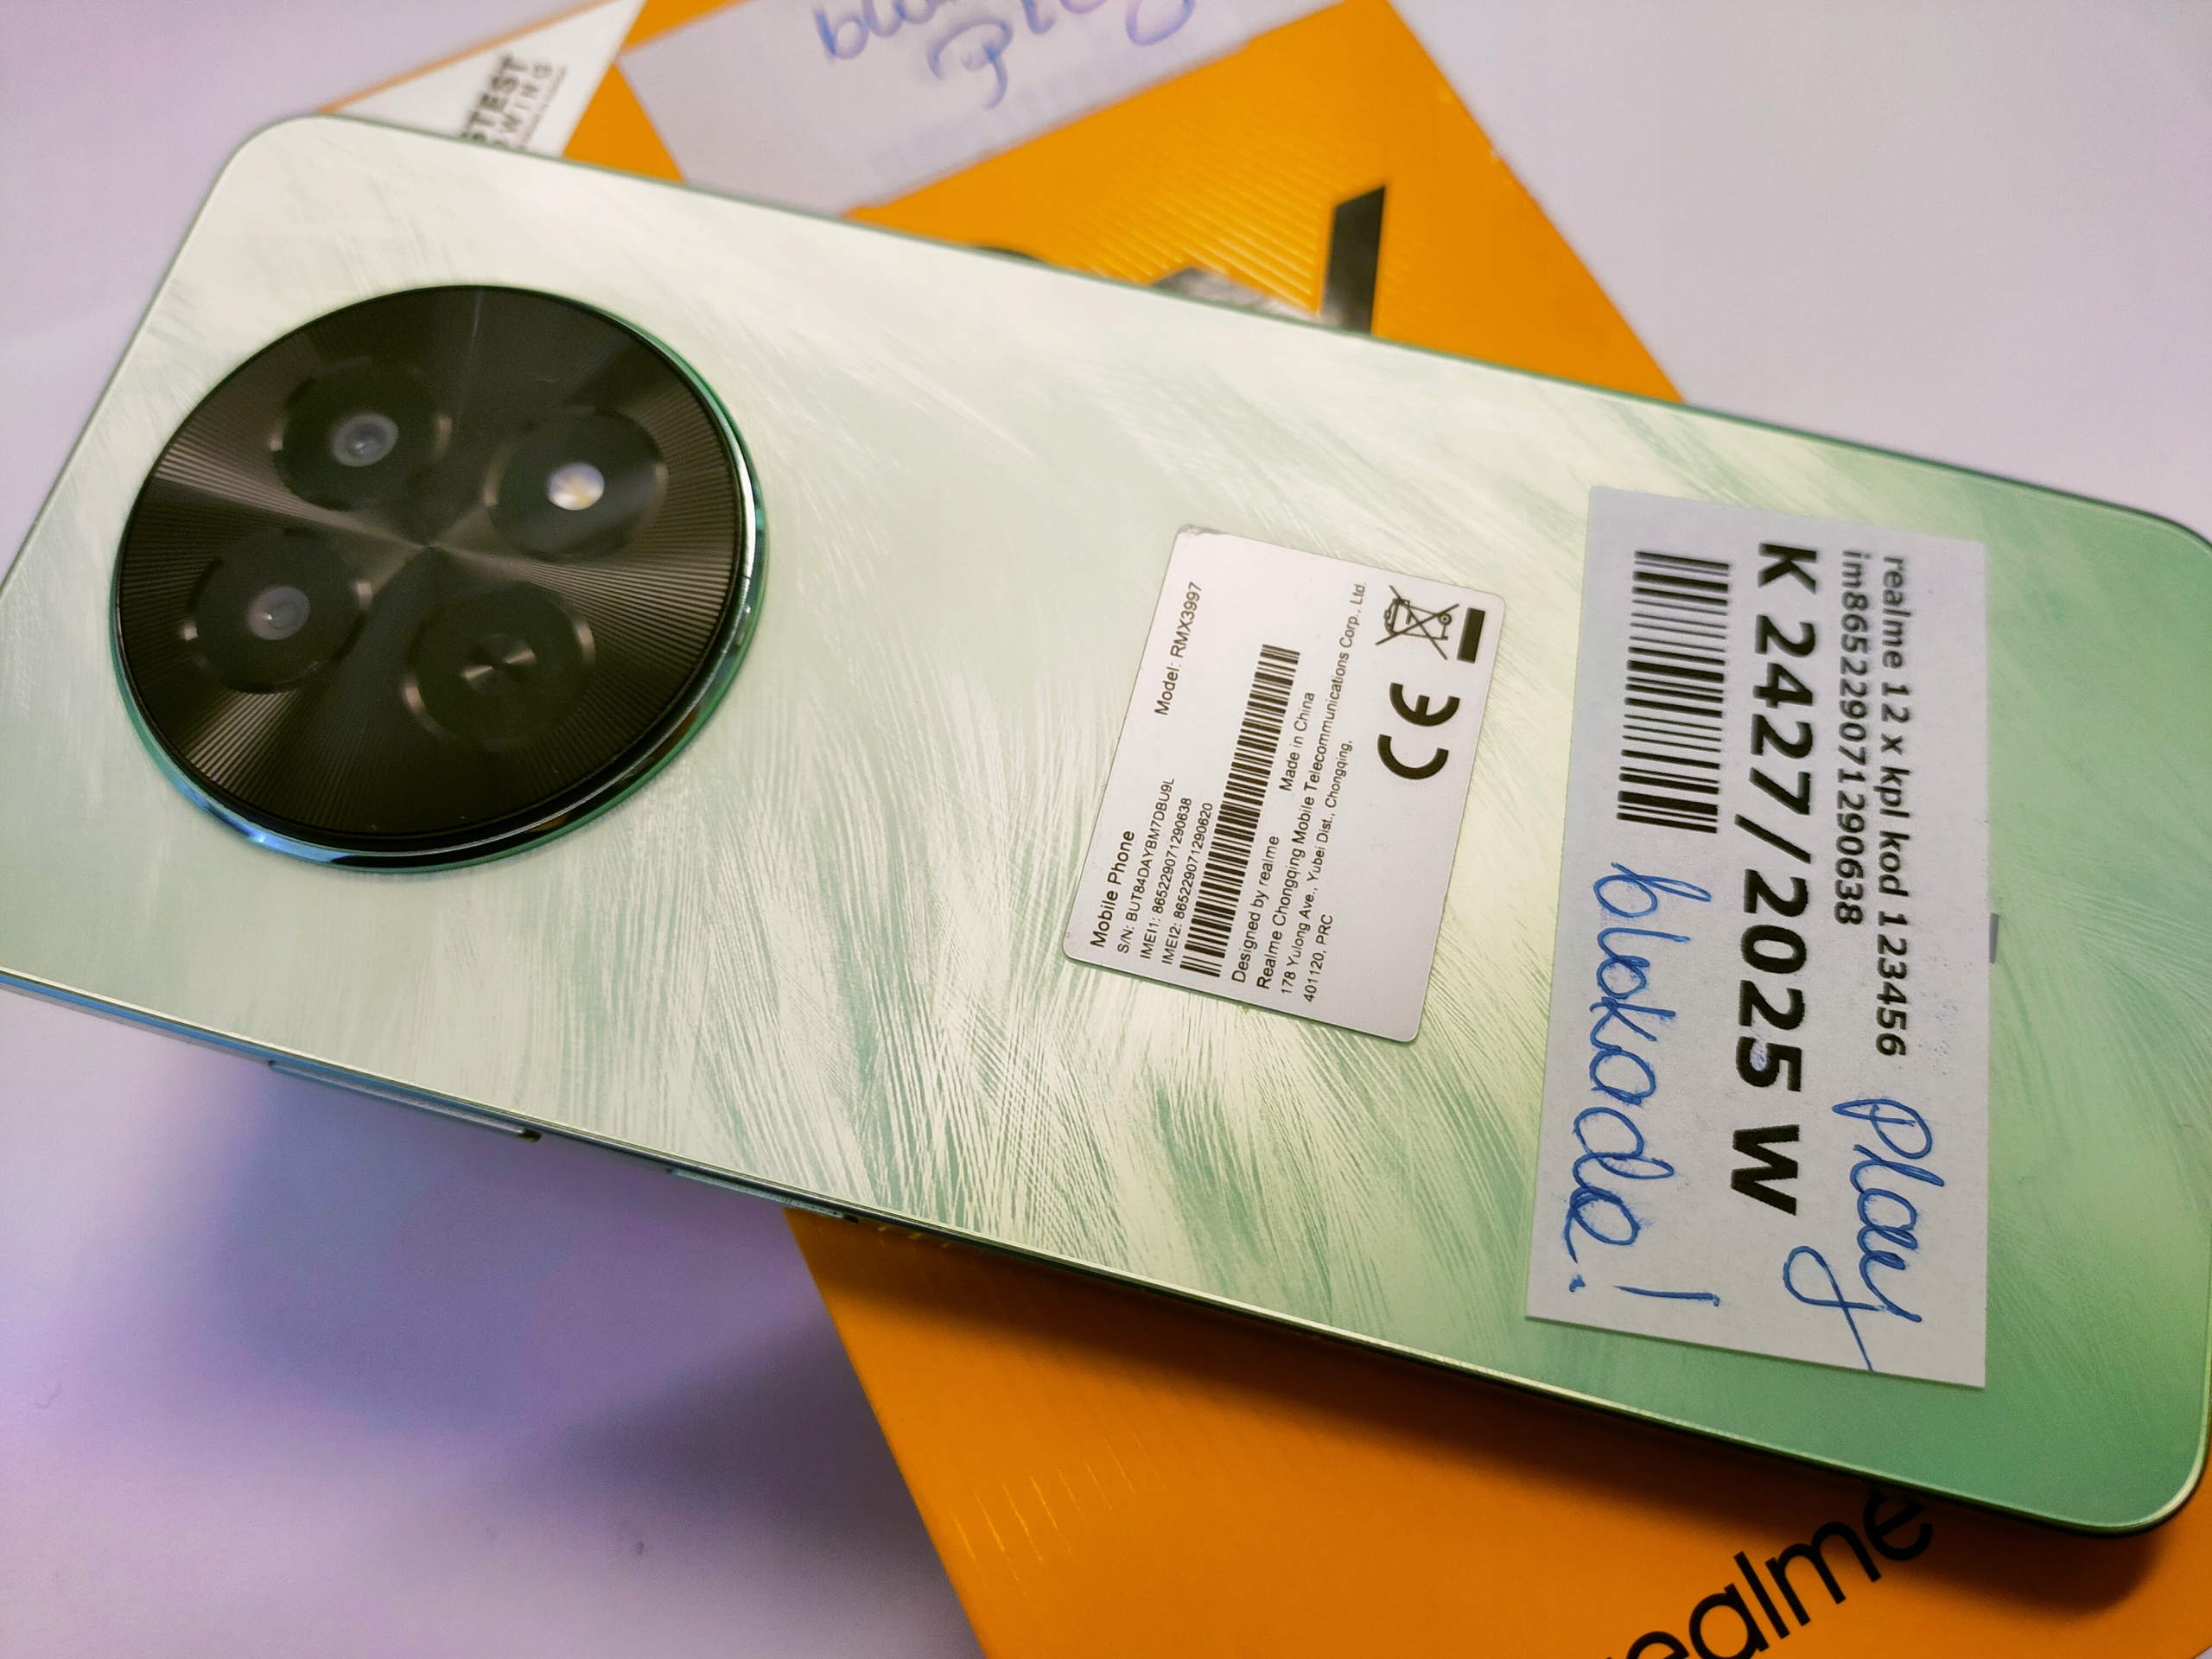 Mobile Phone Model: RMX3997
S/N: BUT84DAYBM7DBU9L
IMEI1: 865229071290638
IMEI2: 865229071290620
Designed by realme Made in China
Realme Chongqing Mobile Telecommunications Corp., Ltd.
178 Yulong Ave., Yubei Dist., Chongqing,
401120, PRC
CE
realme 12 x kpl kod 123456
im865229071290638
Play
K 2427/2025 W
blokada!
realme